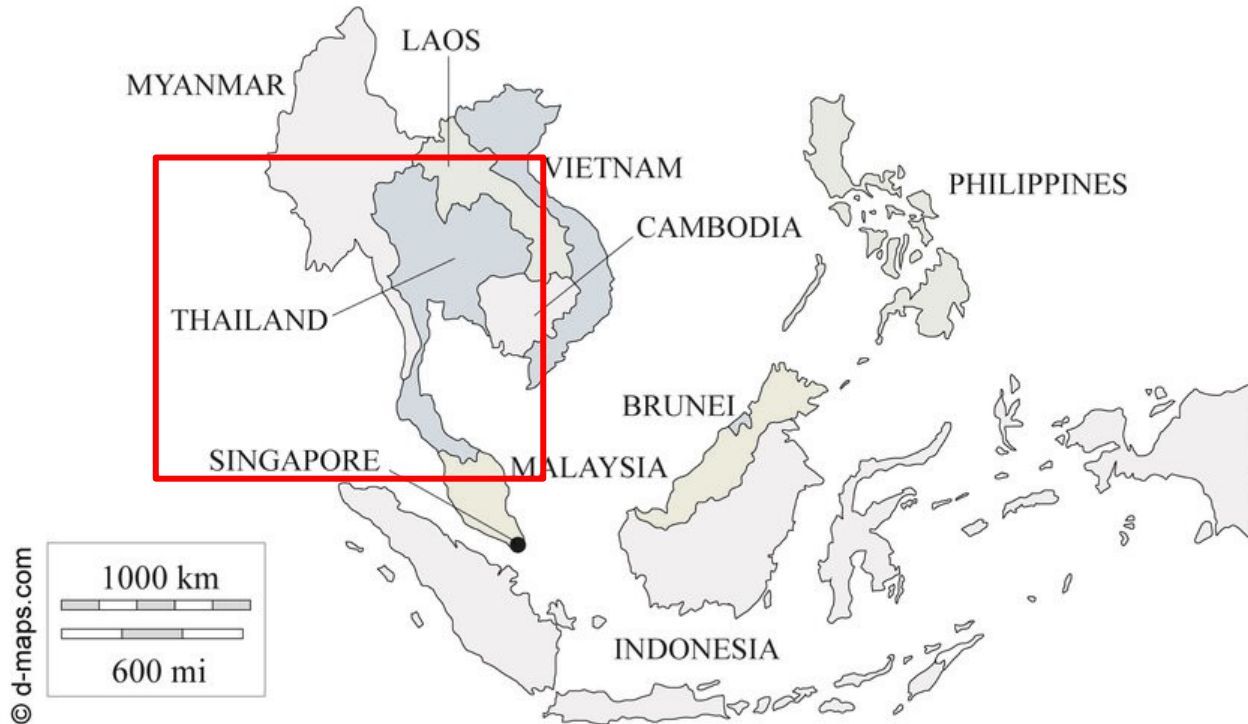 LAOS
MYANMAR
VIETNAM
PHILIPPINES
CAMBODIA
THAILAND
BRUNEI
SINGAPORE
MALAYSIA
1000 km
600 mi
INDONESIA
© d-maps.com